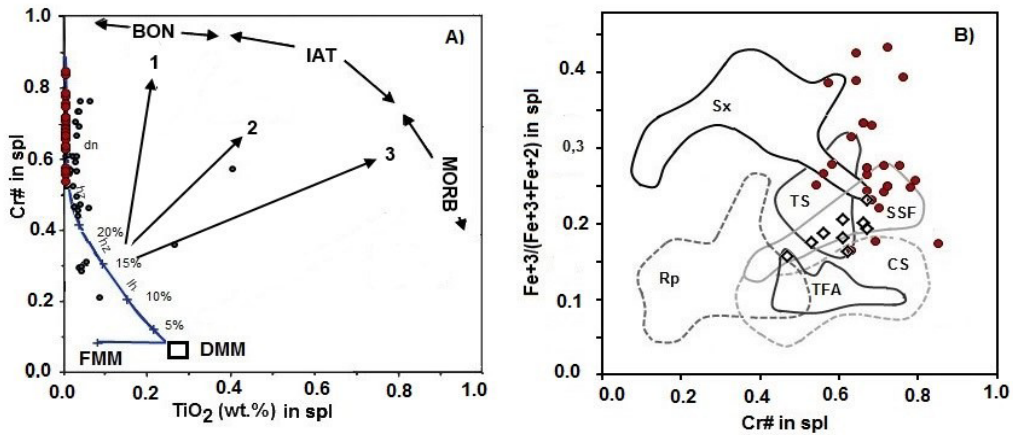 A)
BON
IAT
MORB
1
2
3
dn
hz
20%
hz
15%
lh.
10%
5%
FMM
DMM
1.0
0.8
0.6
0.4
0.2
0.0
Cr# in spl
0.0
0.2
0.4
0.6
0.8
1.0
TiO2 (wt.%) in spl
B)
Sx
TS
SSF
Rp
TFA
CS
0.4
0,3
0,2
0.1
0.0
Fe+3/(Fe+3+Fe+2) in spl
0.0
0.2
0.4
0.6
0.8
1.0
Cr# in spl